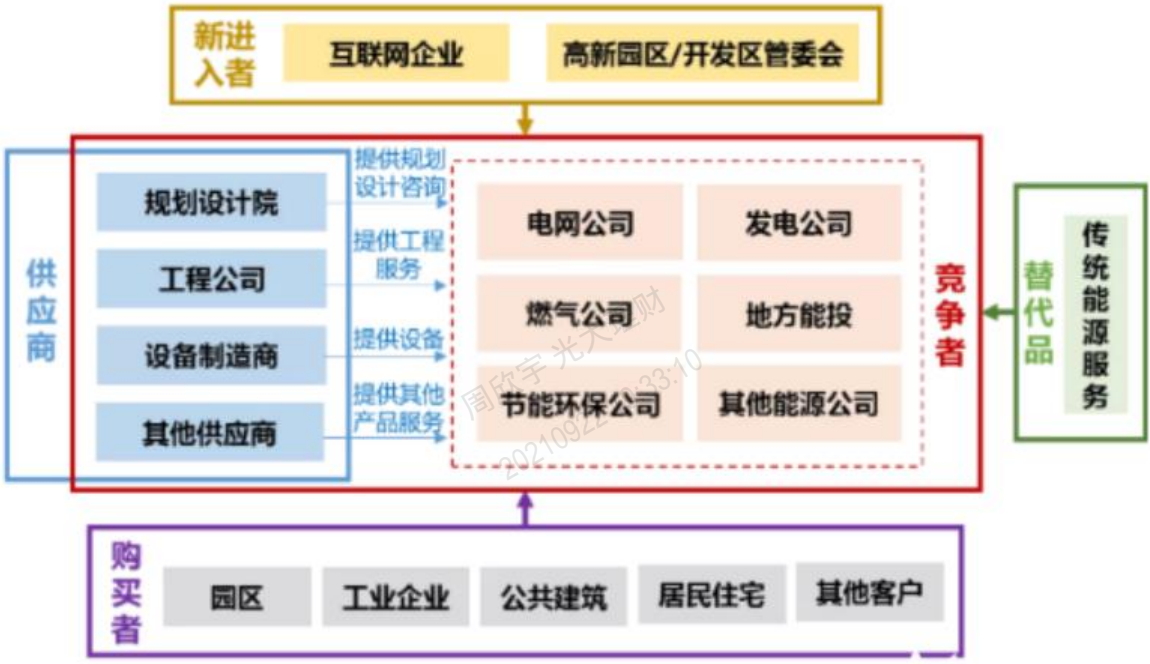 新进
入者
互联网企业
高新园区/开发区管委会
供应商
规划设计院
工程公司
设备制造商
其他供应商
提供规划
设计咨询
提供工程
服务
提供设备
提供其他
产品服务
电网公司
发电公司
燃气公司
地方能投
节能环保公司
其他能源公司
竞争者
替代品
传统能源服务
购买者
园区
工业企业
公共建筑
居民住宅
其他客户